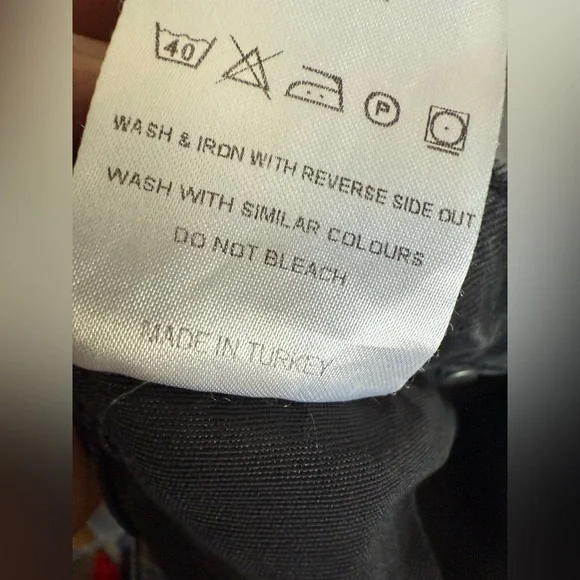 40
P
WASH & IRON WITH REVERSE SIDE OUT
WASH WITH SIMILAR COLOURS
DO NOT BLEACH
MADE IN TURKEY